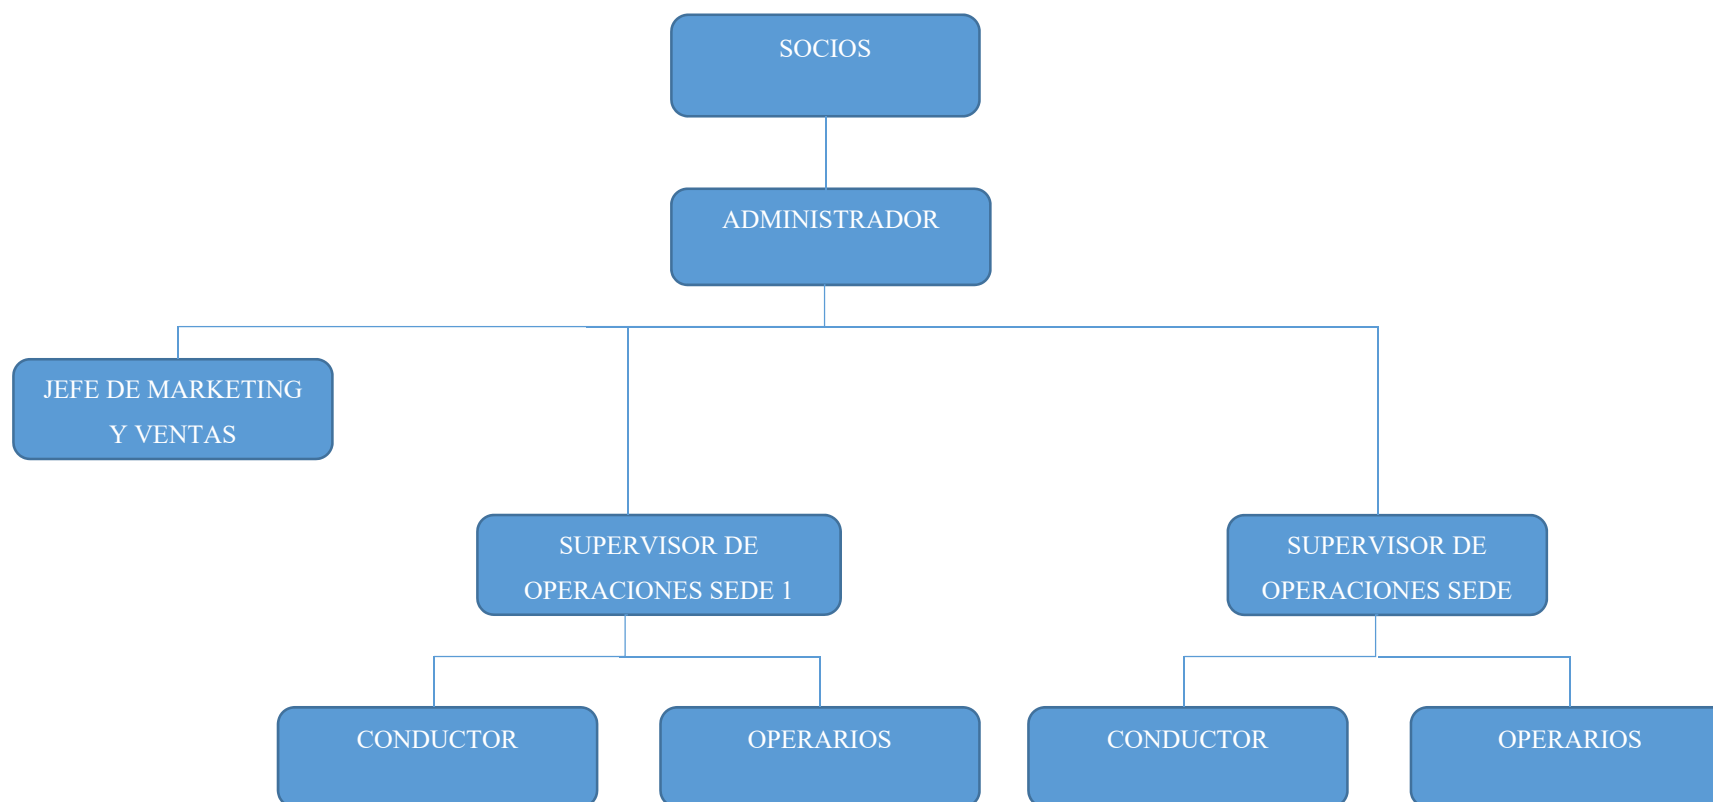 SOCIOS
ADMINISTRADOR
JEFE DE MARKETING
Y VENTAS
SUPERVISOR DE
OPERACIONES SEDE 1
SUPERVISOR DE
OPERACIONES SEDE
CONDUCTOR
OPERARIOS
CONDUCTOR
OPERARIOS